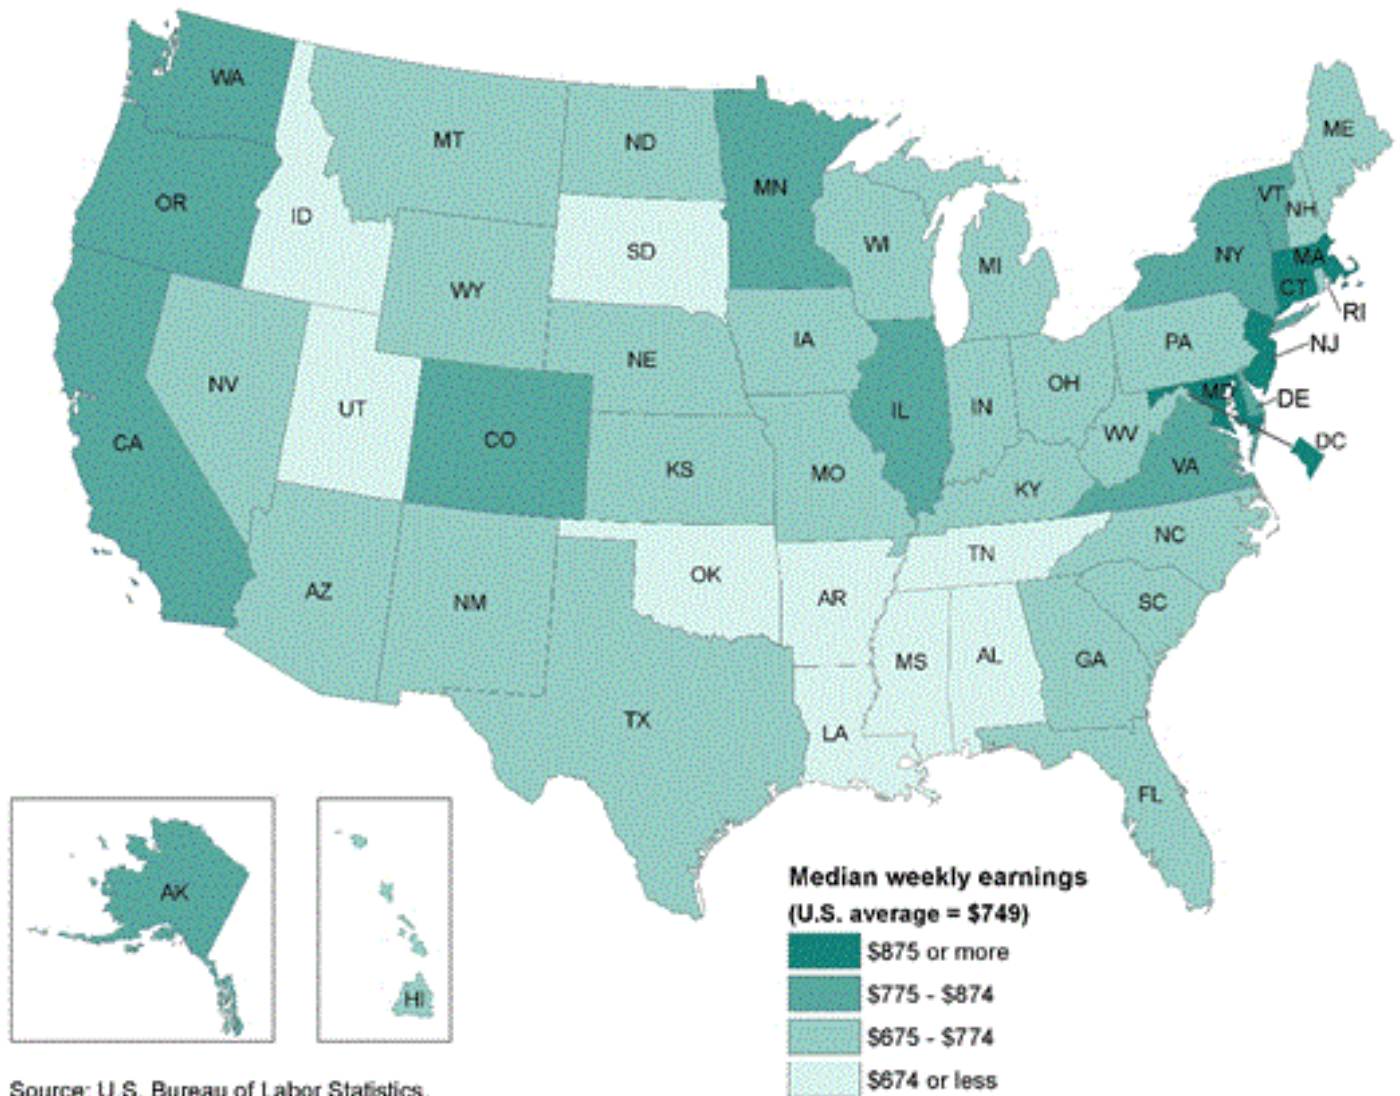 WA
MT
ND
MN
ME
OR
ID
SD
WI
MI
VT
NH
NY
MA
CT
RI
WY
IA
NE
PA
NJ
NV
UT
CO
IL
IN
OH
MD
DE
DC
CA
KS
MO
WV
VA
KY
NC
AZ
NM
OK
AR
TN
SC
MS
AL
GA
TX
LA
FL
AK
HI
Median weekly earnings
(U.S. average = $749)
$875 or more
$775 - $874
$675 - $774
$674 or less
Source: U.S. Bureau of Labor Statistics.